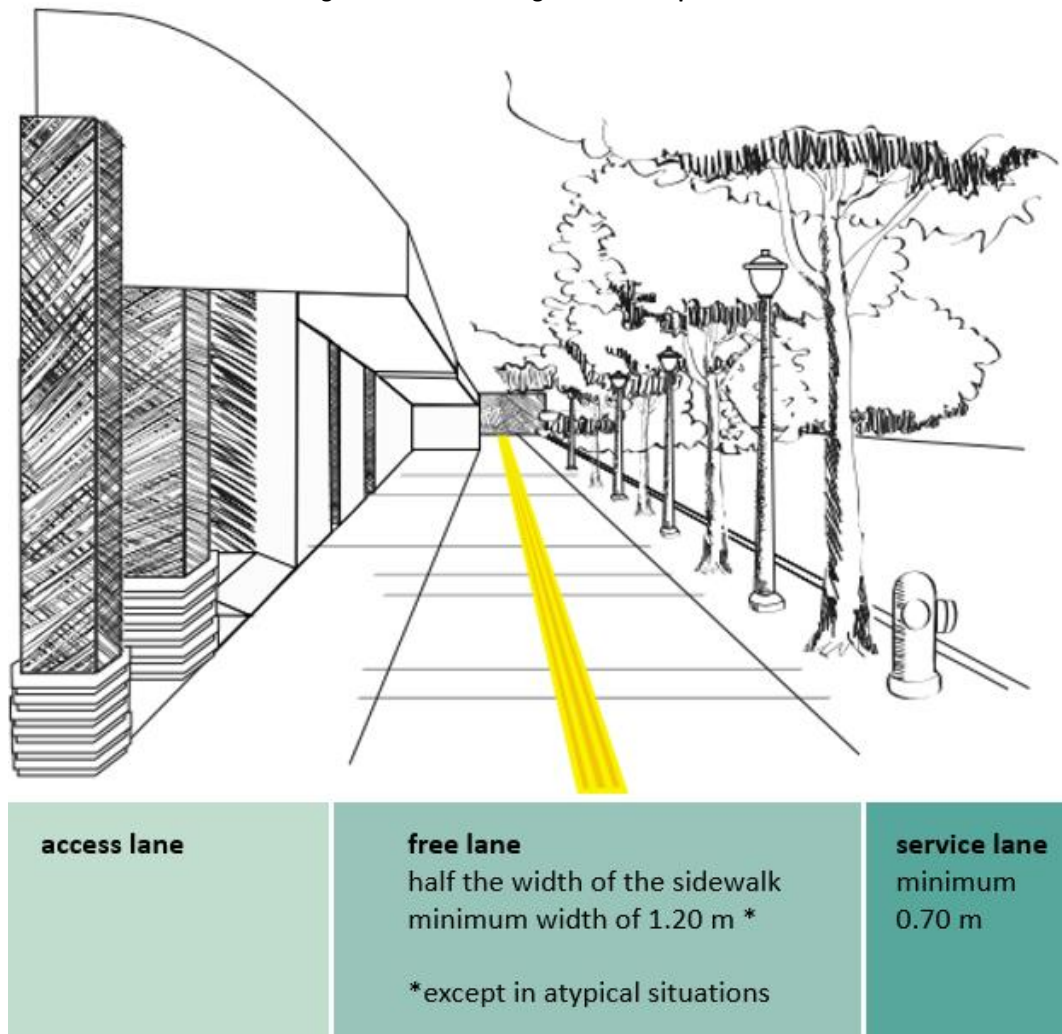 access lane
free lane
half the width of the sidewalk
minimum width of 1.20 m *
*except in atypical situations
service lane
minimum
0.70 m